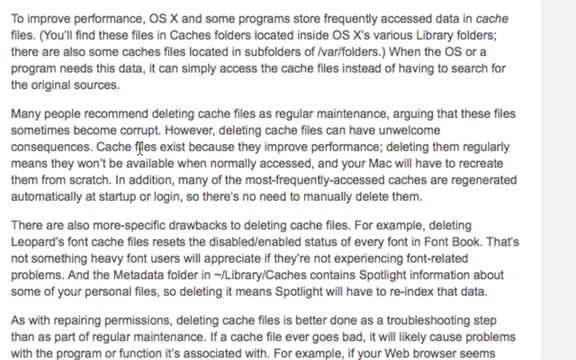 To improve performance, OS X and some programs store frequently accessed data in cache
files. (You'll find these files in Caches folders located inside OS X's various Library folders;
there are also some caches files located in subfolders of /var/folders.) When the OS or a
program needs this data, it can simply access the cache files instead of having to search for
the original sources.
Many people recommend deleting cache files as regular maintenance, arguing that these files
sometimes become corrupt. However, deleting cache files can have unwelcome
consequences. Cache files exist because they improve performance; deleting them regularly
means they won't be available when normally accessed, and your Mac will have to recreate
them from scratch. In addition, many of the most-frequently-accessed caches are regenerated
automatically at startup or login, so there's no need to manually delete them.
There are also more-specific drawbacks to deleting cache files. For example, deleting
Leopard's font cache files resets the disabled/enabled status of every font in Font Book. That's
not something heavy font users will appreciate if they're not experiencing font-related
problems. And the Metadata folder in ~/Library/Caches contains Spotlight information about
some of your personal files, so deleting it means Spotlight will have to re-index that data.
As with repairing permissions, deleting cache files is better done as a troubleshooting step
than as part of regular maintenance. If a cache file ever goes bad, it will likely cause problems
with the program or function it's associated with. For example, if your Web browser seems